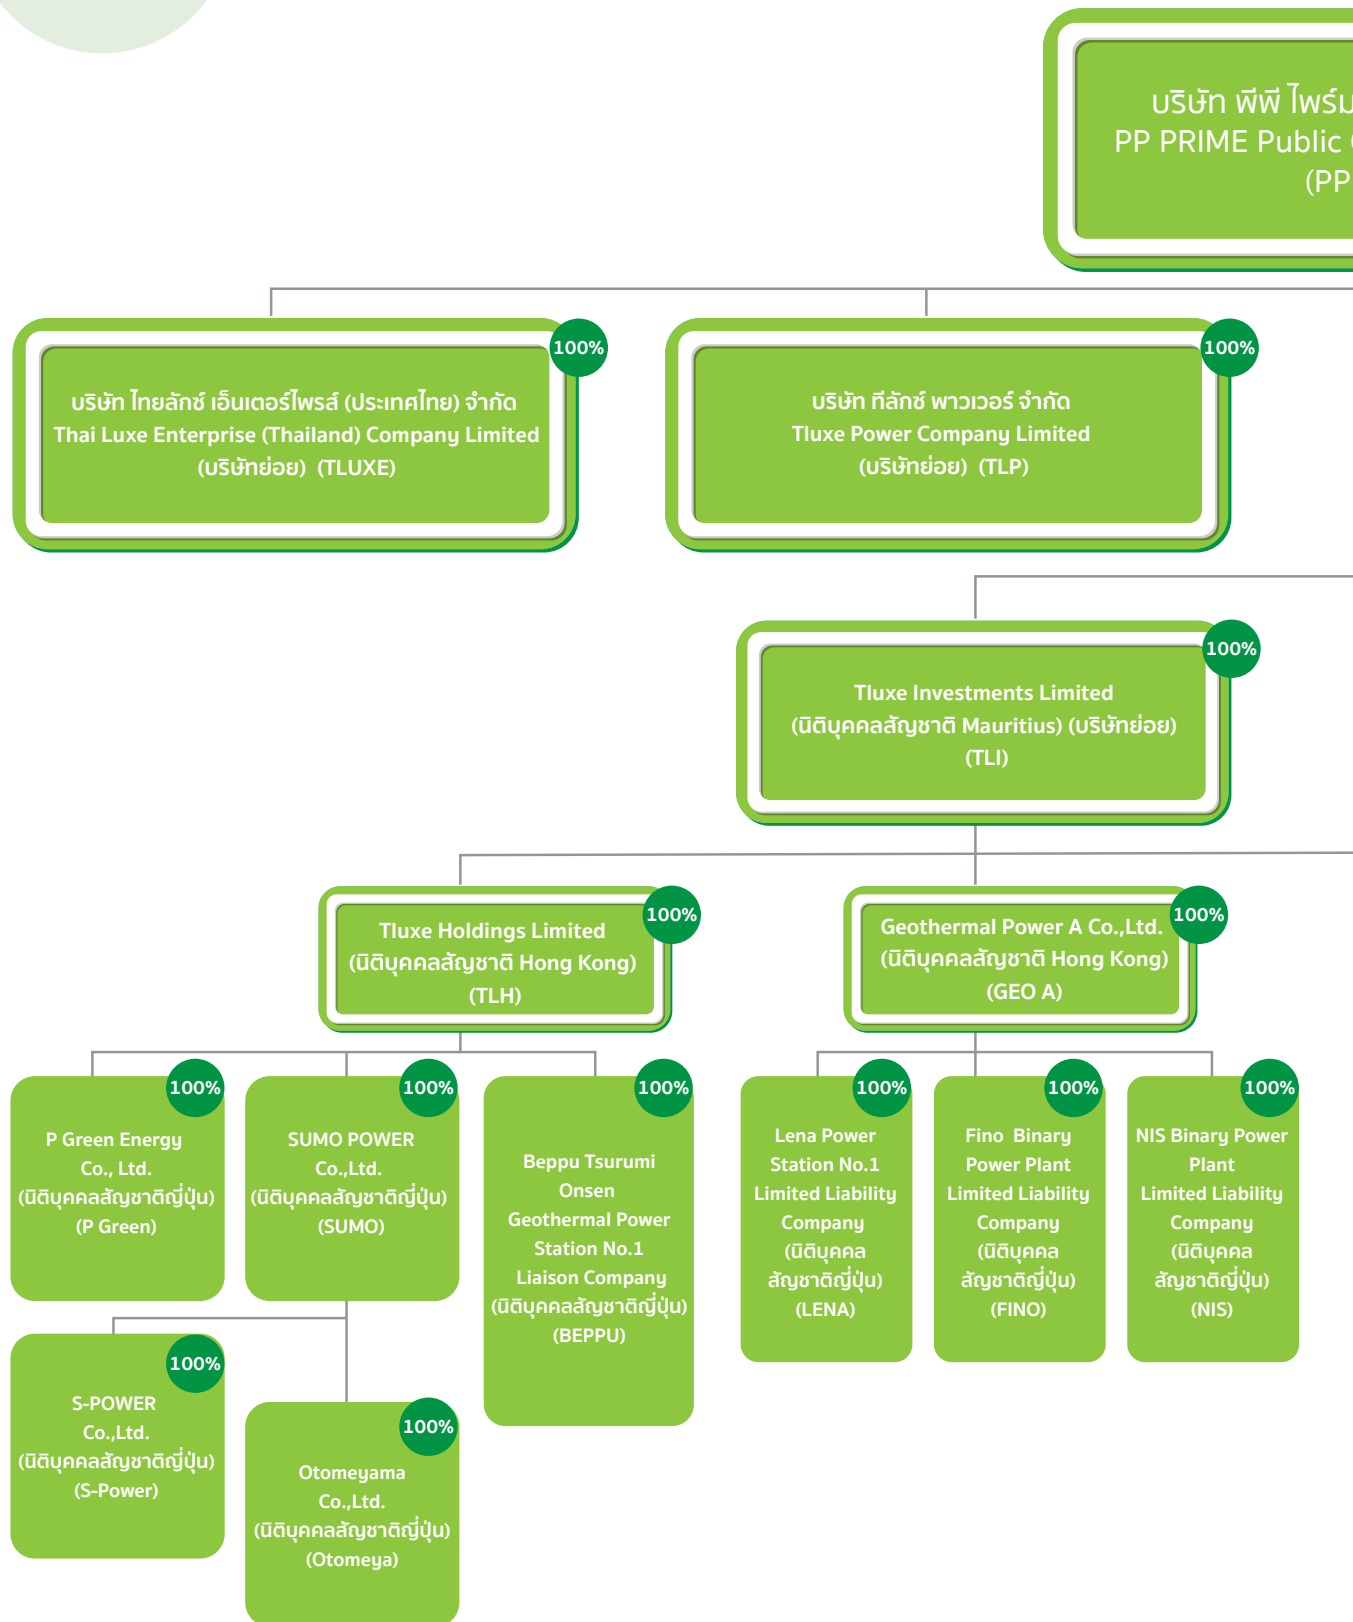 บริษัท พีพี ไพร์ม
PP PRIME Public
(PP
100%
บริษัท ไทยลักซ์ เอ็นเตอร์ไพรส์ (ประเทศไทย) จำกัด
Thai Luxe Enterprise (Thailand) Company Limited
(บริษัทย่อย) (TLUXE)
100%
บริษัท ทีลักซ์ พาวเวอร์ จำกัด
Tluxe Power Company Limited
(บริษัทย่อย) (TLP)
100%
Tluxe Investments Limited
(นิติบุคคลสัญชาติ Mauritius) (บริษัทย่อย)
(TLI)
100%
Tluxe Holdings Limited
(นิติบุคคลสัญชาติ Hong Kong)
(TLH)
100%
Geothermal Power A Co.,Ltd.
(นิติบุคคลสัญชาติ Hong Kong)
(GEO A)
100%
P Green Energy
Co., Ltd.
(นิติบุคคลสัญชาติญี่ปุ่น)
(P Green)
100%
SUMO POWER
Co.,Ltd.
(นิติบุคคลสัญชาติญี่ปุ่น)
(SUMO)
100%
Beppu Tsurumi
Onsen
Geothermal Power
Station No.1
Liaison Company
(นิติบุคคลสัญชาติญี่ปุ่น)
(BEPPU)
100%
Lena Power
Station No.1
Limited Liability
Company
(นิติบุคคล
สัญชาติญี่ปุ่น)
(LENA)
100%
Fino Binary
Power Plant
Limited Liability
Company
(นิติบุคคล
สัญชาติญี่ปุ่น)
(FINO)
100%
NIS Binary Power
Plant
Limited Liability
Company
(นิติบุคคล
สัญชาติญี่ปุ่น)
(NIS)
100%
S-POWER
Co.,Ltd.
(นิติบุคคลสัญชาติญี่ปุ่น)
(S-Power)
100%
Otomeyama
Co.,Ltd.
(นิติบุคคลสัญชาติญี่ปุ่น)
(Otomeya)